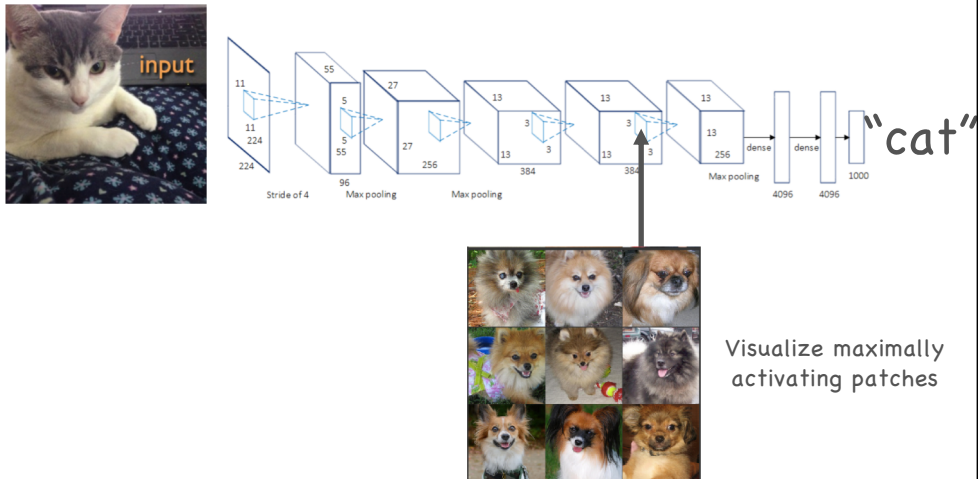 input
11
11
224
224
Stride of 4
55
5
5
55
96
Max pooling
27
27
256
Max pooling
13
3
3
13
384
13
3
3
13
384
13
13
256
Max pooling
dense
4096
dense
4096
1000
“cat”
Visualize maximally
activating patches